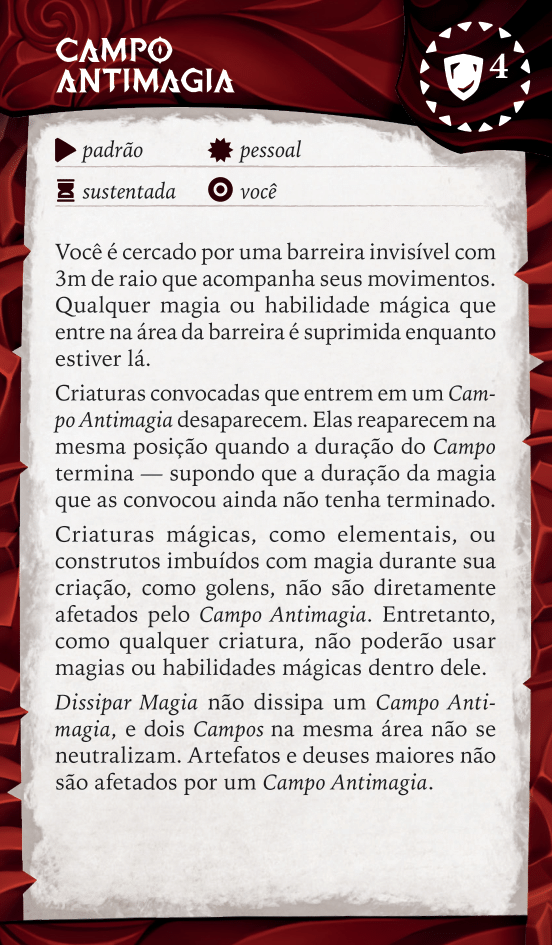 CAMPO
ANTIMAGIA
4
padrão pessoal
sustentada você
Você é cercado por uma barreira invisível com
3m de raio que acompanha seus movimentos.
Qualquer magia ou habilidade mágica que
entre na área da barreira é suprimida enquanto
estiver lá.
Criaturas convocadas que entrem em um Cam-
po Antimagia desaparecem. Elas reaparecem na
mesma posição quando a duração do Campo
termina — supondo que a duração da magia
que as convocou ainda não tenha terminado.
Criaturas mágicas, como elementais, ou
construtos imbuídos com magia durante sua
criação, como golens, não são diretamente
afetados pelo Campo Antimagia. Entretanto,
como qualquer criatura, não poderão usar
magias ou habilidades mágicas dentro dele.
Dissipar Magia não dissipa um Campo Anti-
magia, e dois Campos na mesma área não se
neutralizam. Artefatos e deuses maiores não
são afetados por um Campo Antimagia.